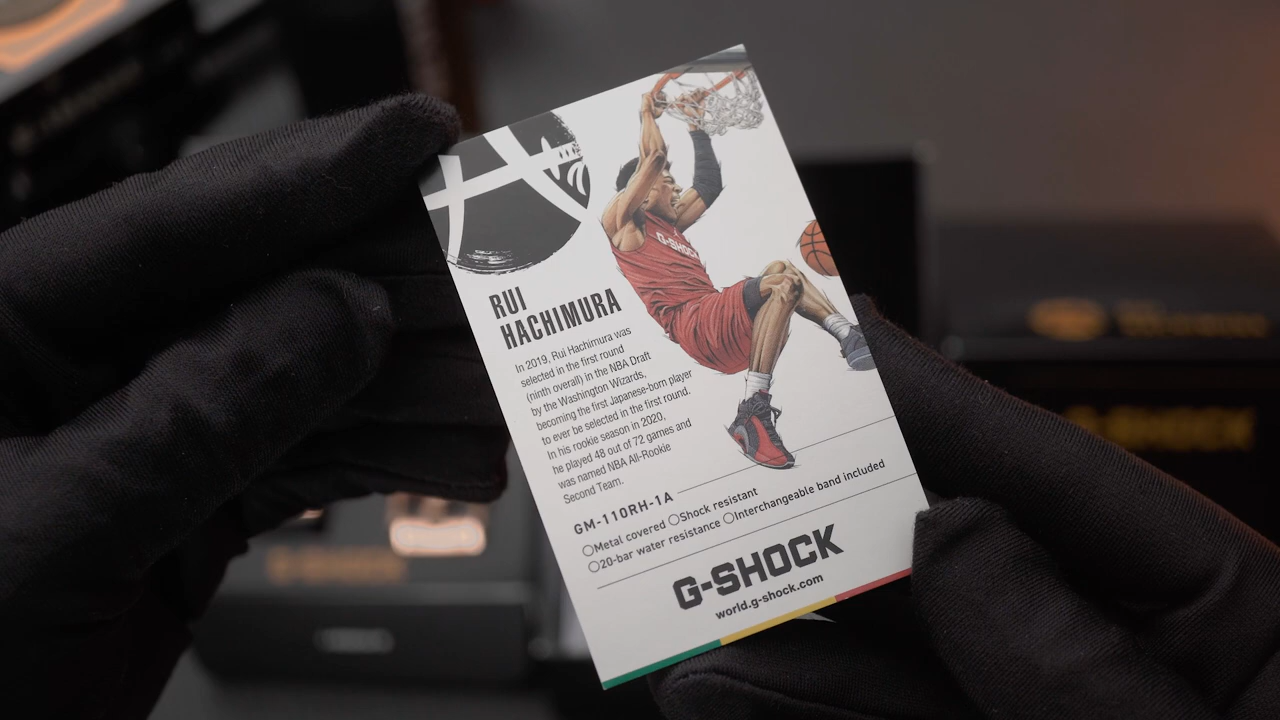 G-SHOCK
RUI
HACHIMURA
In 2019, Rui Hachimura was
selected in the first round
(ninth overall) in the NBA Draft
by the Washington Wizards,
becoming the first Japanese-born player
to ever be selected in the first round.
In his rookie season in 2020,
he played 48 out of 72 games and
was named NBA All-Rookie
Second Team.
GM-110RH-1A
○Metal covered ○Shock resistant
○20-bar water resistance ○Interchangeable band included
G-SHOCK
world.g-shock.com
G-SHOCK